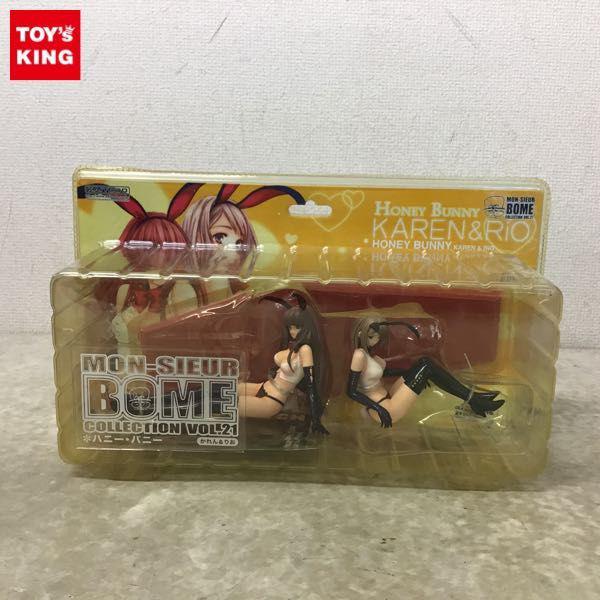 TOY'S
KING
MON-SIEUR
BOME
COLLECTION VOL.21
HONEY BUNNY
KAREN & RIO
HONEY BUNNY KAREN & RIO
MON-SIEUR
BOME
COLLECTION VOL.21
*ハニー・バニー
かれん&りお